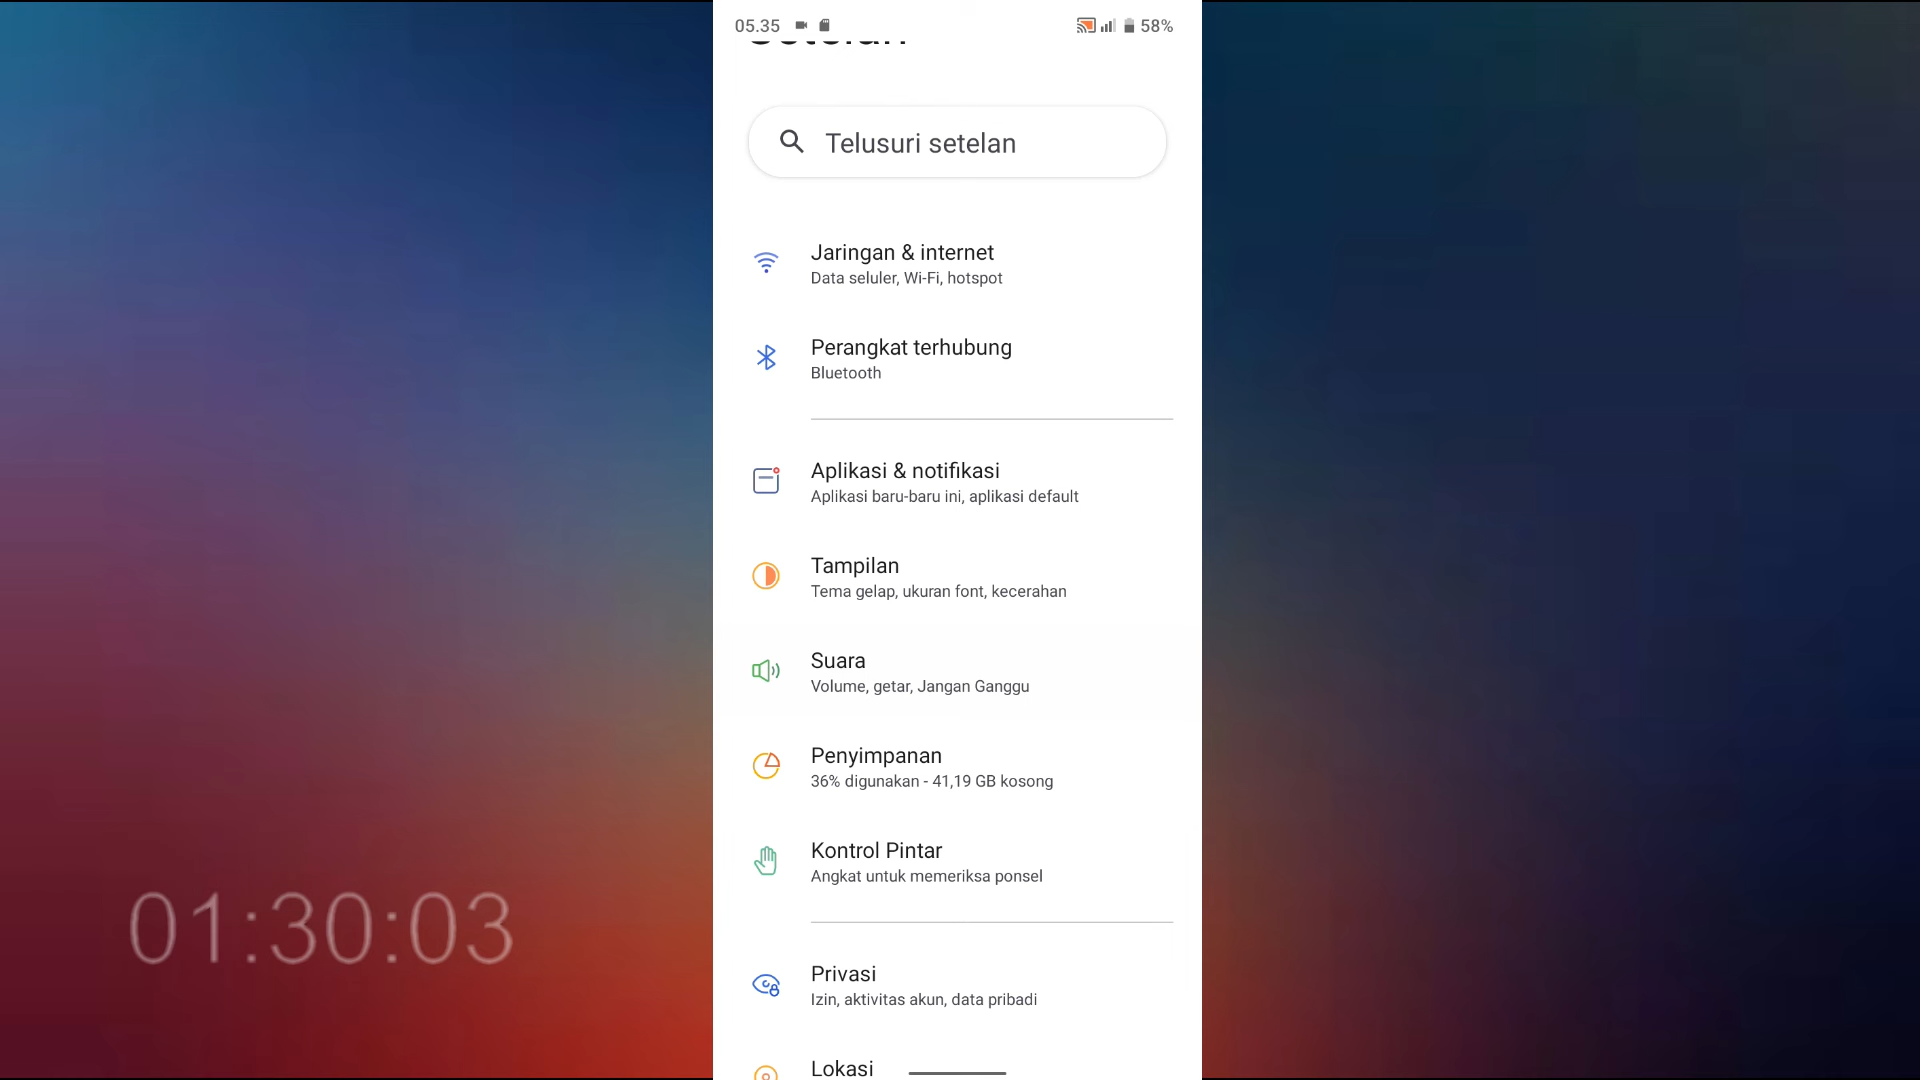 05.35
58%
Setelan
Telusuri setelan
Jaringan & internet
Data seluler, Wi-Fi, hotspot
Perangkat terhubung
Bluetooth
Aplikasi & notifikasi
Aplikasi baru-baru ini, aplikasi default
Tampilan
Tema gelap, ukuran font, kecerahan
Suara
Volume, getar, Jangan Ganggu
Penyimpanan
36% digunakan - 41,19 GB kosong
Kontrol Pintar
Angkat untuk memeriksa ponsel
Privasi
Izin, aktivitas akun, data pribadi
Lokasi
01:30:03